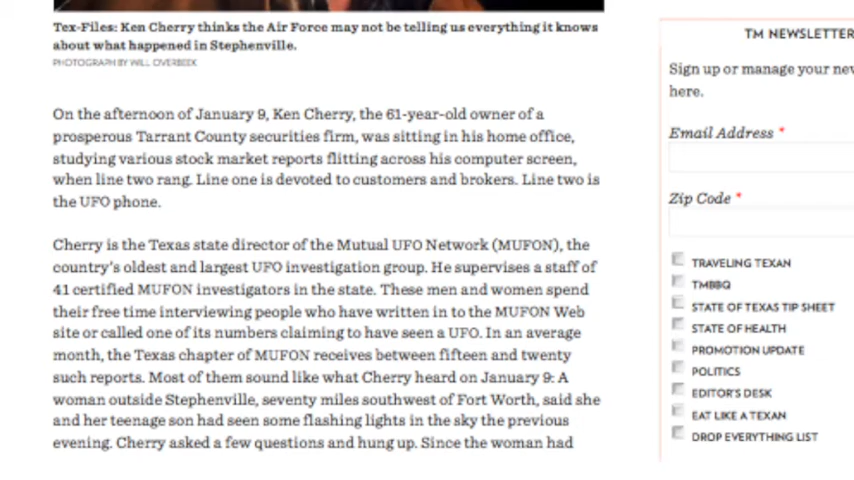 Tex-Files: Ken Cherry thinks the Air Force may not be telling us everything it knows
about what happened in Stephenville.
PHOTOGRAPH BY WILL OVERBEEK
On the afternoon of January 9, Ken Cherry, the 61-year-old owner of a
prosperous Tarrant County securities firm, was sitting in his home office,
studying various stock market reports flitting across his computer screen,
when line two rang. Line one is devoted to customers and brokers. Line two is
the UFO phone.
Cherry is the Texas state director of the Mutual UFO Network (MUFON), the
country's oldest and largest UFO investigation group. He supervises a staff of
41 certified MUFON investigators in the state. These men and women spend
their free time interviewing people who have written in to the MUFON Web
site or called one of its numbers claiming to have seen a UFO. In an average
month, the Texas chapter of MUFON receives between fifteen and twenty
such reports. Most of them sound like what Cherry heard on January 9: A
woman outside Stephenville, seventy miles southwest of Fort Worth, said she
and her teenage son had seen some flashing lights in the sky the previous
evening. Cherry asked a few questions and hung up. Since the woman had
TM NEWSLETTER
Sign up or manage your new
here.
Email Address *
Zip Code *
TRAVELING TEXAN
TMBBQ
STATE OF TEXAS TIP SHEET
STATE OF HEALTH
PROMOTION UPDATE
POLITICS
EDITOR'S DESK
EAT LIKE A TEXAN
DROP EVERYTHING LIST